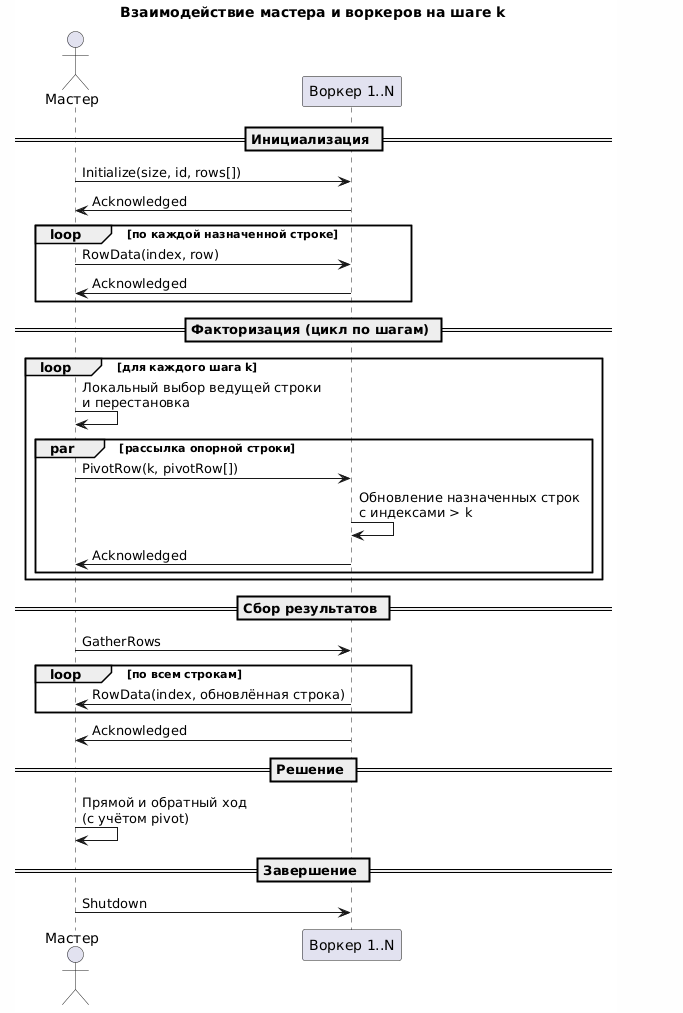 Взаимодействие мастера и воркеров на шаге k
Мастер
Воркер 1..N
Инициализация
Initialize(size, id, rows[])
Acknowledged
loop [по каждой назначенной строке]
RowData(index, row)
Acknowledged
Факторизация (цикл по шагам)
loop [для каждого шага k]
Локальный выбор ведущей строки
и перестановка
par [рассылка опорной строки]
PivotRow(k, pivotRow[])
Обновление назначенных строк
с индексами > k
Acknowledged
Сбор результатов
GatherRows
loop [по всем строкам]
RowData(index, обновлённая строка)
Acknowledged
Решение
Прямой и обратный ход
(с учётом pivot)
Завершение
Shutdown
Мастер
Воркер 1..N